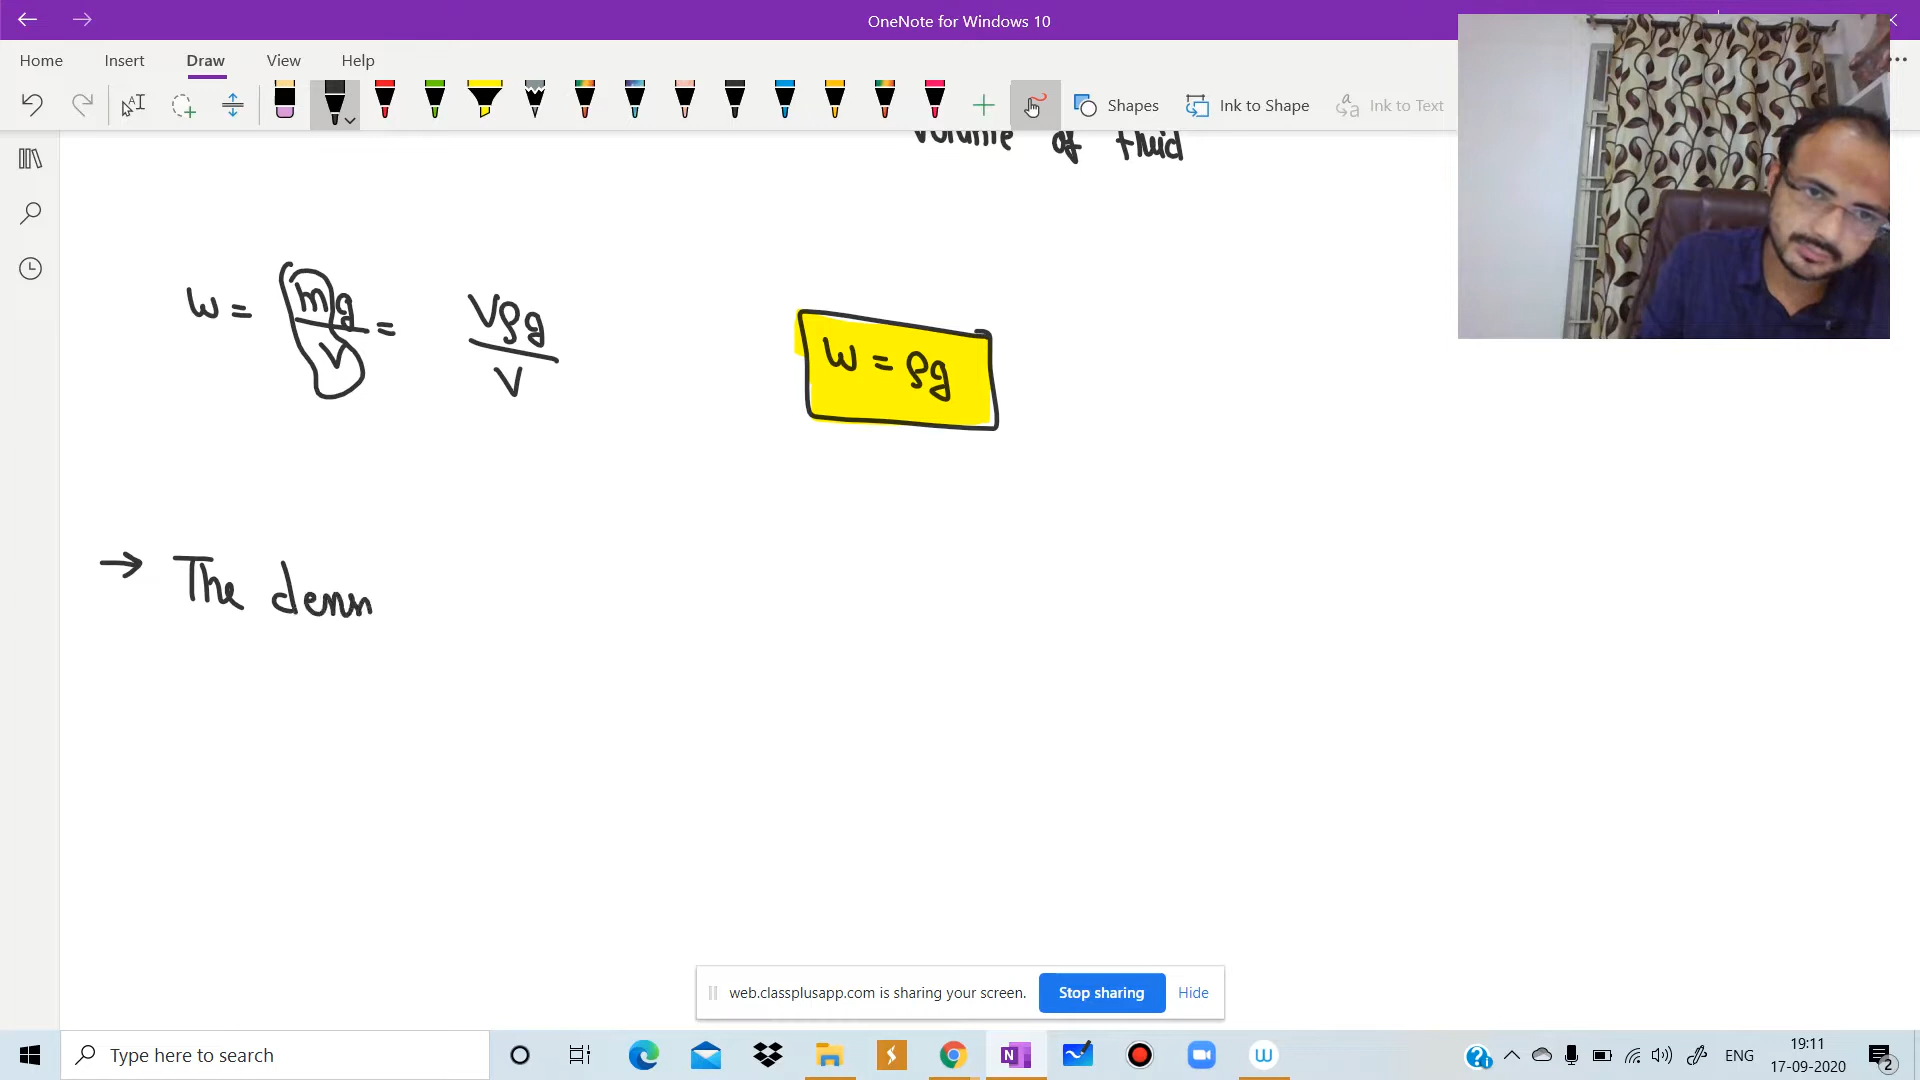 OneNote for Windows 10
Home Insert Draw View Help
Shapes Ink to Shape Ink to Text
volume of fluid
w = mg/V = Vρg/V
w = ρg
→ The denn
web.classplusapp.com is sharing your screen. Stop sharing Hide
Type here to search
ENG
19:11
17-09-2020
2